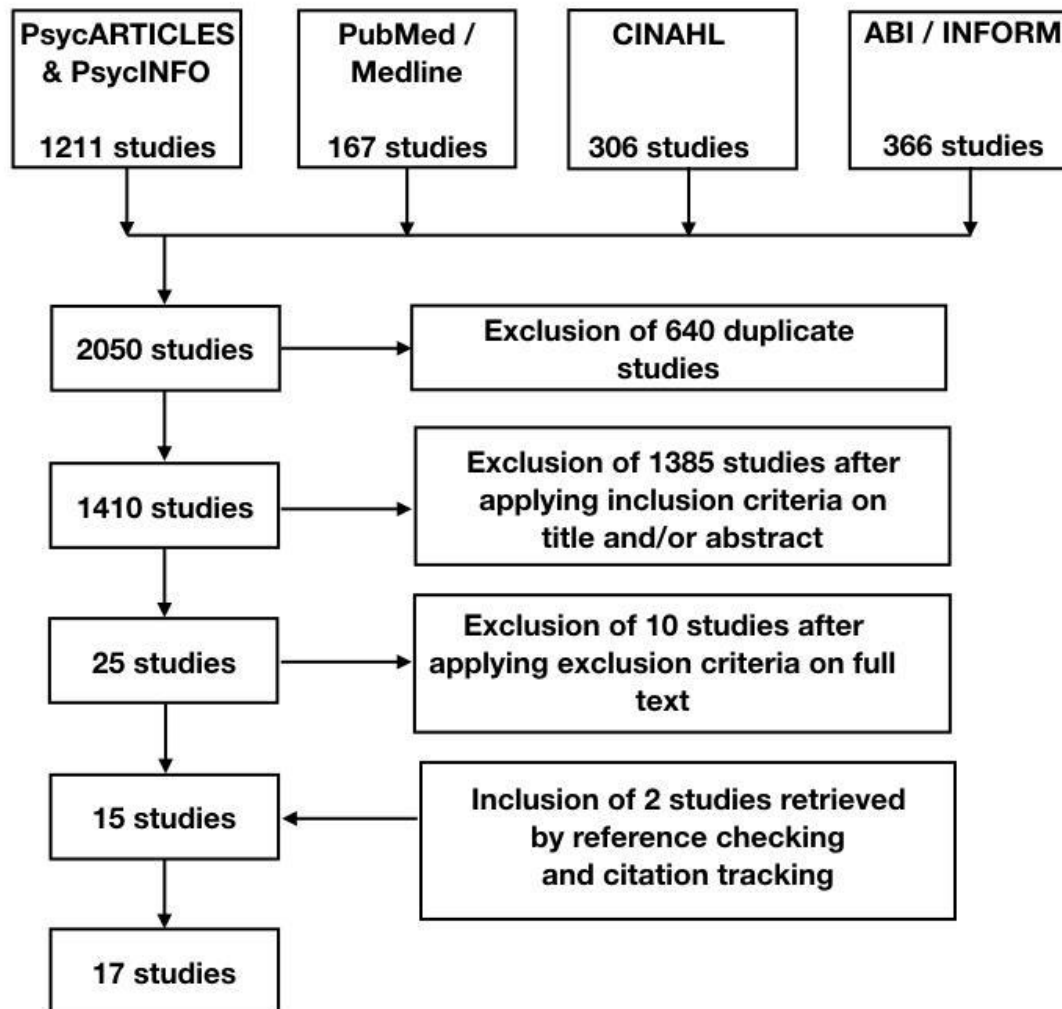 PsycARTICLES
& PsycINFO
1211 studies
PubMed /
Medline
167 studies
CINAHL
306 studies
ABI / INFORM
366 studies
2050 studies
Exclusion of 640 duplicate
studies
1410 studies
Exclusion of 1385 studies after
applying inclusion criteria on
title and/or abstract
25 studies
Exclusion of 10 studies after
applying exclusion criteria on full
text
15 studies
Inclusion of 2 studies retrieved
by reference checking
and citation tracking
17 studies